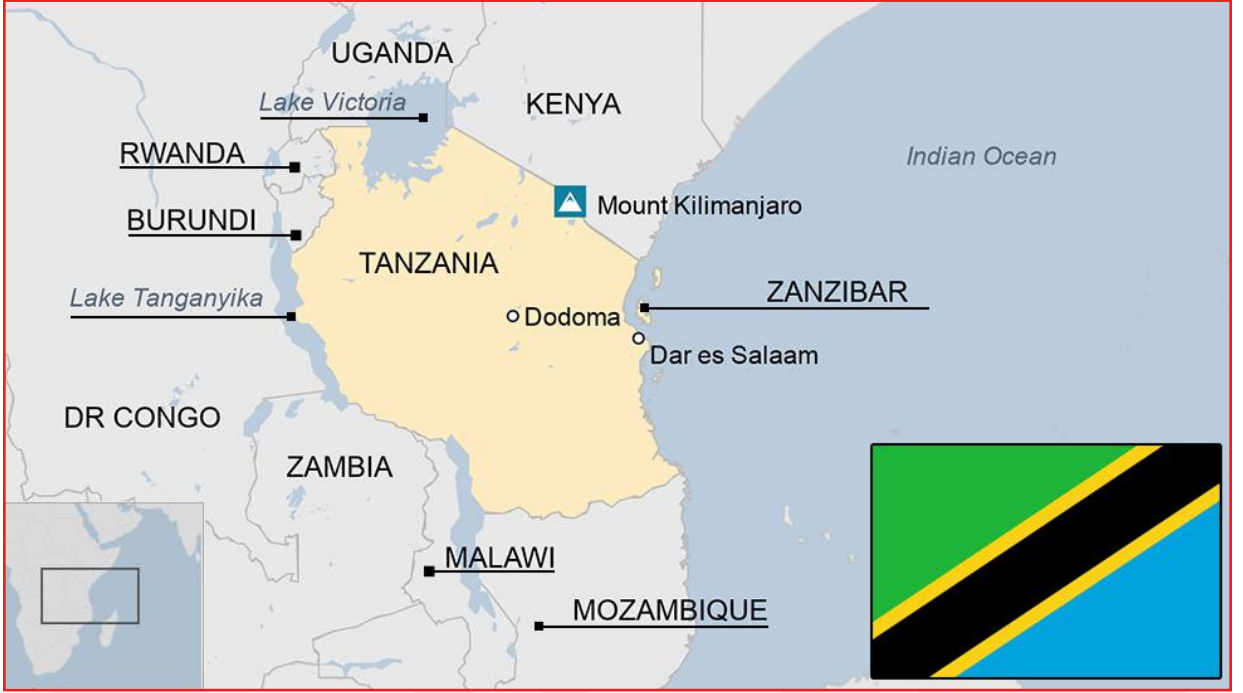 UGANDA
Lake Victoria
KENYA
RWANDA
Indian Ocean
Mount Kilimanjaro
BURUNDI
TANZANIA
Lake Tanganyika
ZANZIBAR
Dodoma
Dar es Salaam
DR CONGO
ZAMBIA
MALAWI
MOZAMBIQUE